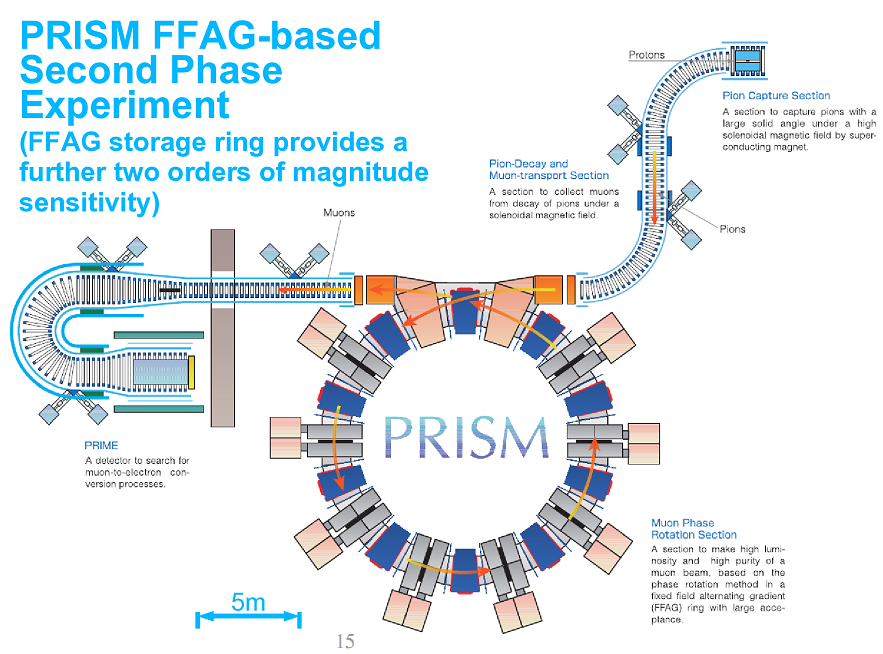 PRISM FFAG-based
Second Phase
Experiment
(FFAG storage ring provides a
further two orders of magnitude
sensitivity)
Protons
Pion Capture Section
A section to capture pions with a
large solid angle under a high
solenoidal magnetic field by super-
conducting magnet.
Pion-Decay and
Muon-transport Section
A section to collect muons
from decay of pions under a
solenoidal magnetic field.
Muons
Pions
PRISM
PRIME
A detector to search for
muon-to-electron con-
version processes.
Muon Phase
Rotation Section
A section to make high lumi-
nosity and high purity of a
muon beam, based on the
phase rotation method in a
fixed field alternating gradient
(FFAG) ring with large acce-
plance.
5m
15